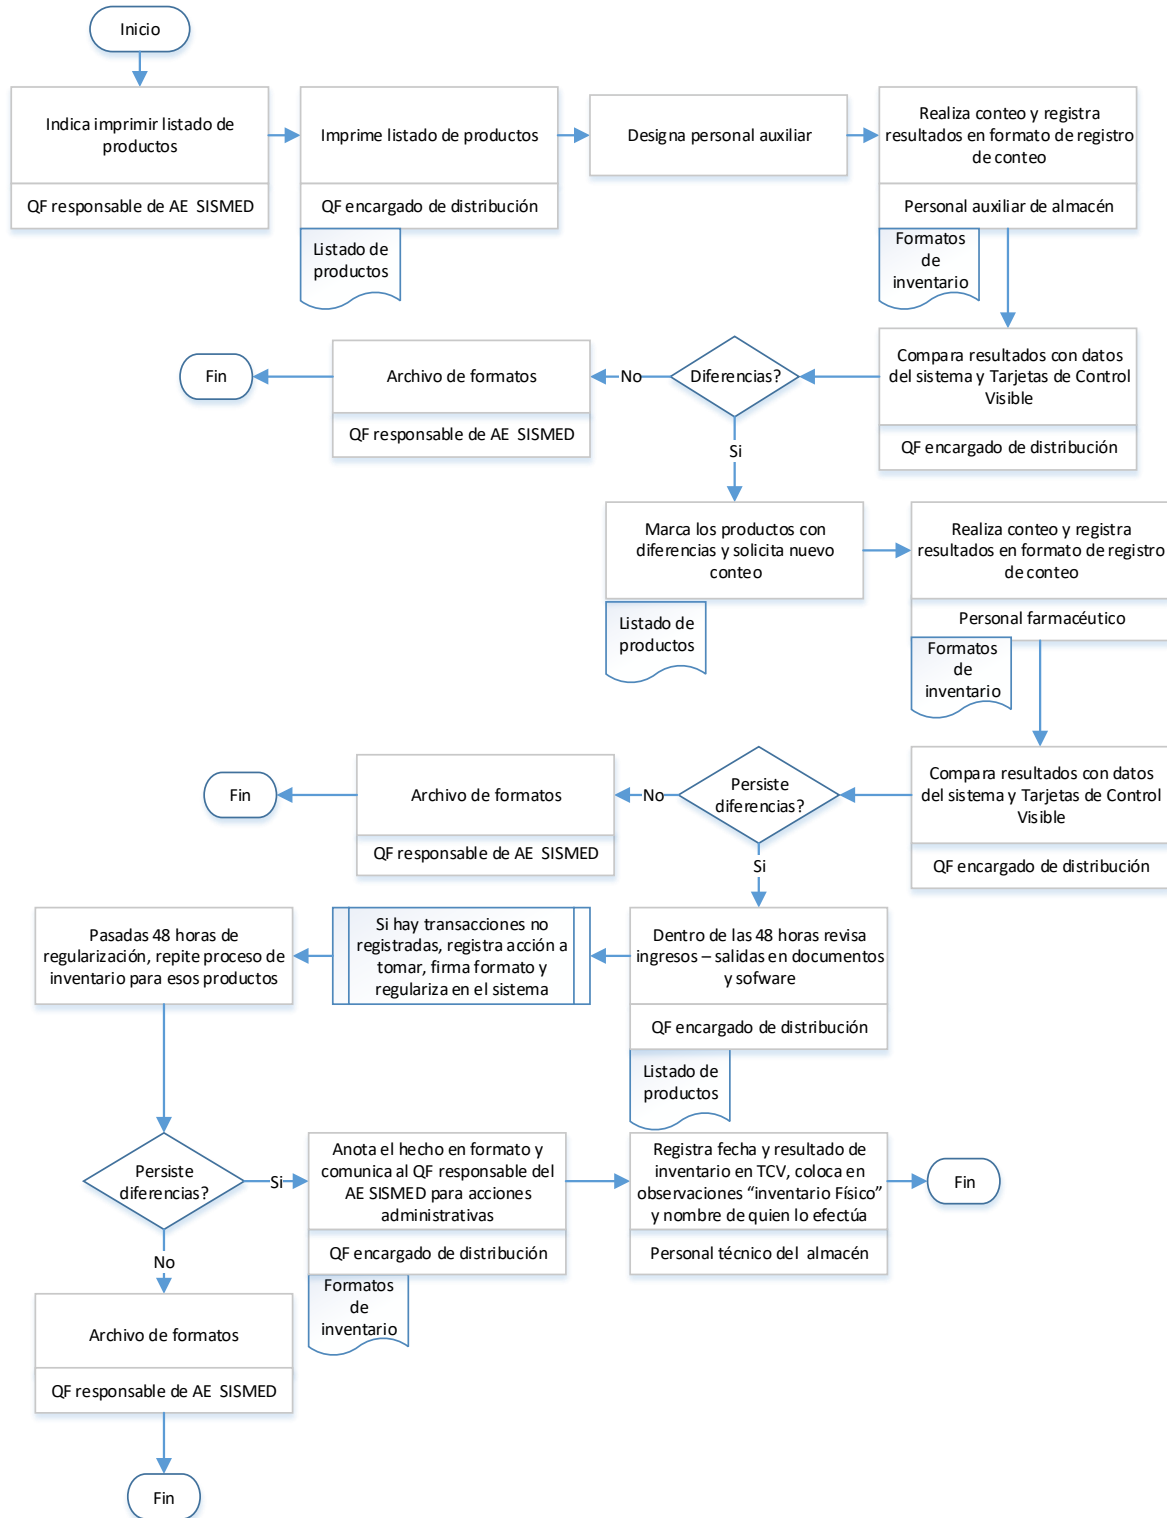 Inicio
Indica imprimir listado de
productos
QF responsable de AE SISMED
Imprime listado de productos
QF encargado de distribución
Listado de
productos
Designa personal auxiliar
Realiza conteo y registra
resultados en formato de registro
de conteo
Personal auxiliar de almacén
Formatos
de
inventario
Compara resultados con datos
del sistema y Tarjetas de Control
Visible
QF encargado de distribución
Diferencias?
No
Archivo de formatos
QF responsable de AE SISMED
Fin
Si
Marca los productos con
diferencias y solicita nuevo
conteo
Listado de
productos
Realiza conteo y registra
resultados en formato de registro
de conteo
Personal farmacéutico
Formatos
de
inventario
Compara resultados con datos
del sistema y Tarjetas de Control
Visible
QF encargado de distribución
Persiste
diferencias?
No
Archivo de formatos
QF responsable de AE SISMED
Fin
Si
Dentro de las 48 horas revisa
ingresos – salidas en documentos
y sofware
QF encargado de distribución
Listado de
productos
Si hay transacciones no
registradas, registra acción a
tomar, firma formato y
regulariza en el sistema
Pasadas 48 horas de
regularización, repite proceso de
inventario para esos productos
Persiste
diferencias?
Si
Anota el hecho en formato y
comunica al QF responsable del
AE SISMED para acciones
administrativas
QF encargado de distribución
Formatos
de
inventario
Registra fecha y resultado de
inventario en TCV, coloca en
observaciones “inventario Físico”
y nombre de quien lo efectúa
Personal técnico del almacén
Fin
No
Archivo de formatos
QF responsable de AE SISMED
Fin